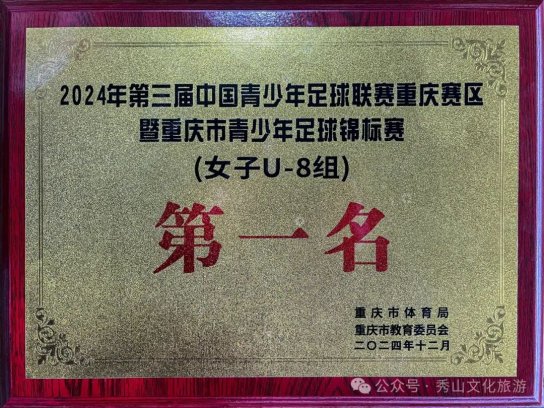 2024年第三届中国青少年足球联赛重庆赛区
暨重庆市青少年足球锦标赛
(女子U-8组)
第一名
重庆市体育局
重庆市教育委员会
二〇二四年十二月
公众号·秀山文化旅游